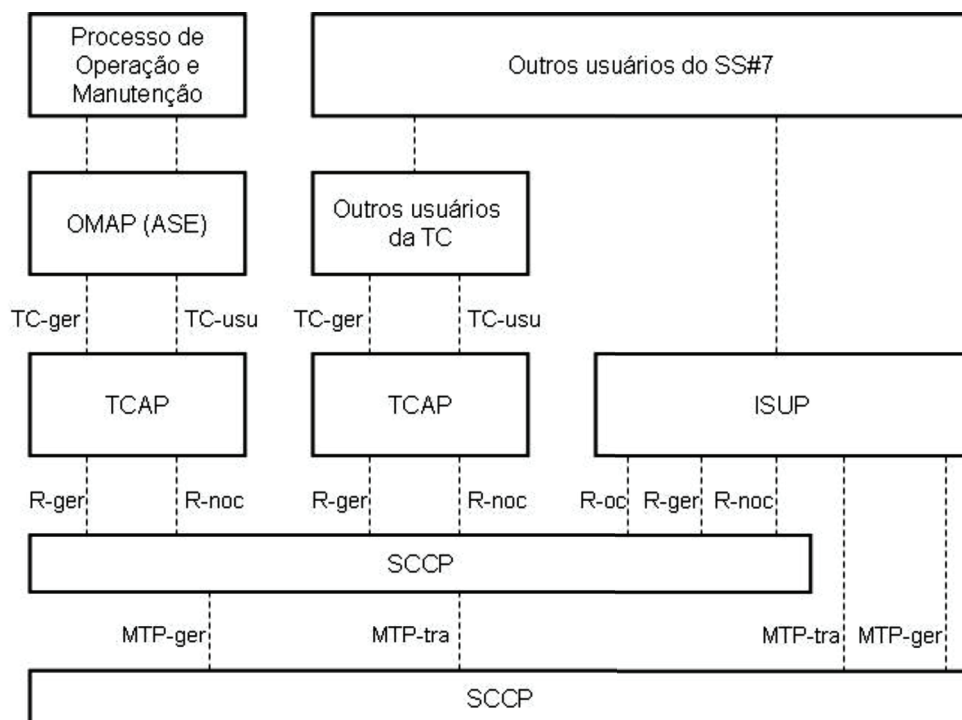 Processo de
Operação e
Manutenção
Outros usuários do SS#7
OMAP (ASE)
Outros usuários
da TC
TC-ger
TC-usu
TC-ger
TC-usu
TCAP
TCAP
ISUP
R-ger
R-noc
R-ger
R-noc
R-oc
R-ger
R-noc
SCCP
MTP-ger
MTP-tra
MTP-tra
MTP-ger
SCCP